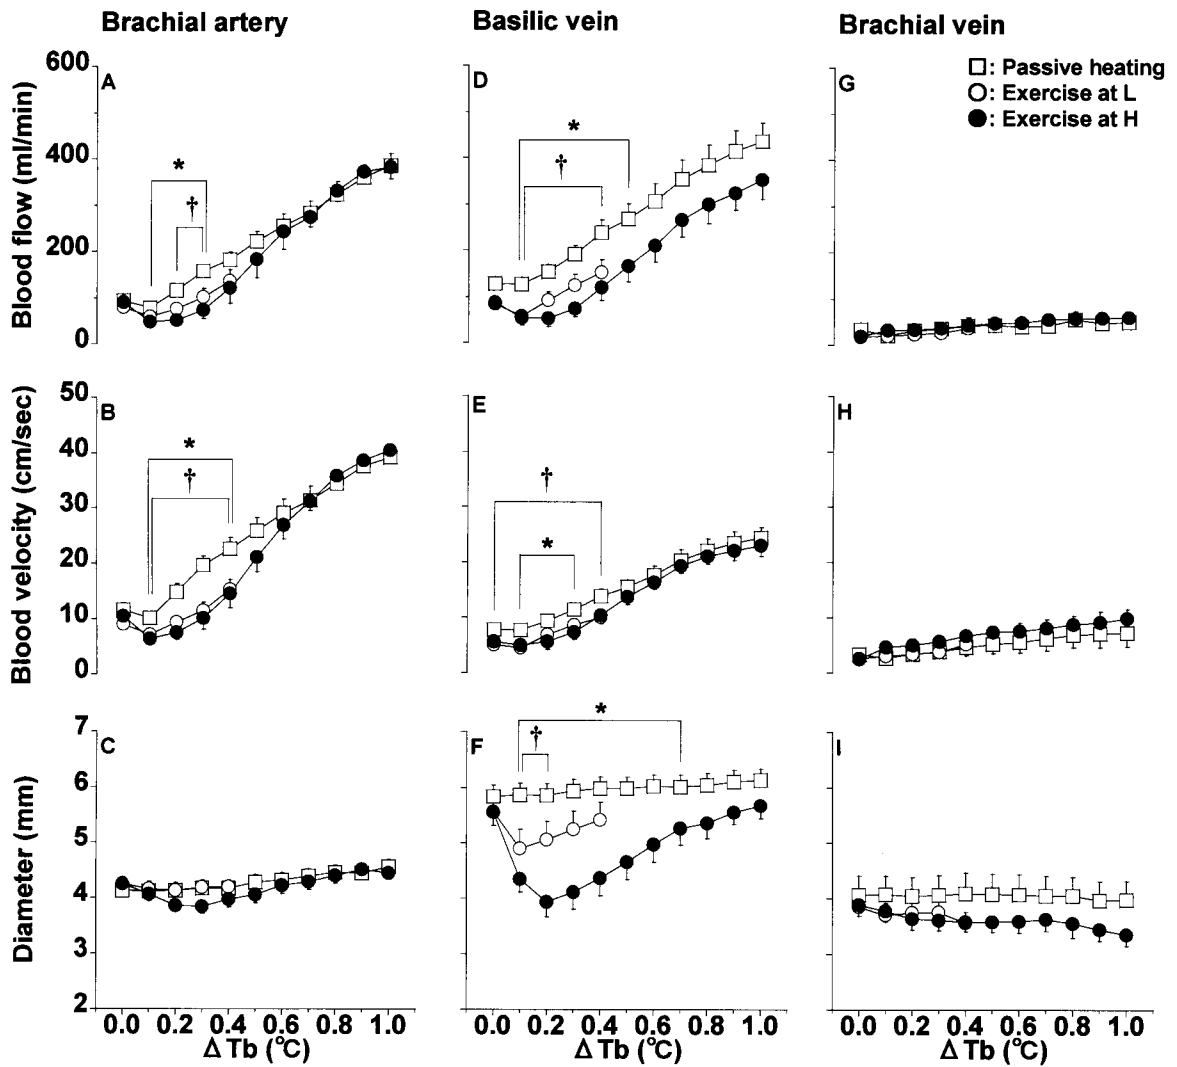 Brachial artery
Basilic vein
Brachial vein
Blood flow (ml/min)
600
400
200
0
A
*
†
D
*
†
G
□: Passive heating
○: Exercise at L
●: Exercise at H
Blood velocity (cm/sec)
50
40
30
20
10
0
B
*
†
E
†
*
H
Diameter (mm)
7
6
5
4
3
2
C
F
*
†
I
0.0 0.2 0.4 0.6 0.8 1.0
Δ Tb (°C)
0.0 0.2 0.4 0.6 0.8 1.0
Δ Tb (°C)
0.0 0.2 0.4 0.6 0.8 1.0
Δ Tb (°C)